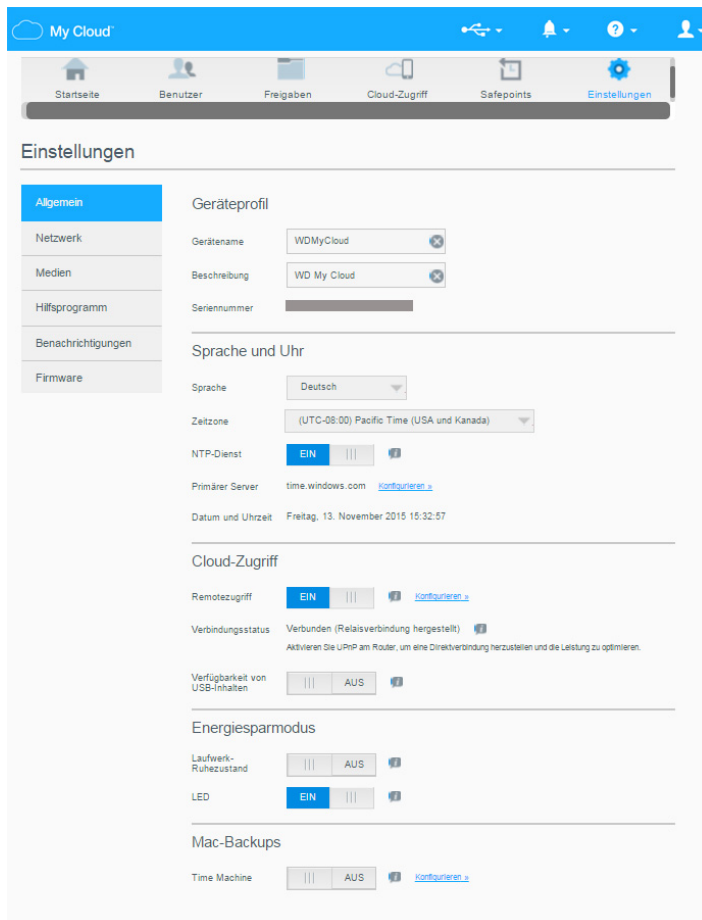 My Cloud™
Startseite Benutzer Freigaben Cloud-Zugriff Safepoints Einstellungen
Einstellungen
Allgemein
Netzwerk
Medien
Hilfsprogramm
Benachrichtigungen
Firmware
Geräteprofil
Gerätename WDMyCloud
Beschreibung WD My Cloud
Seriennummer
Sprache und Uhr
Sprache Deutsch
Zeitzone (UTC-08:00) Pacific Time (USA und Kanada)
NTP-Dienst EIN
Primärer Server time.windows.com Konfigurieren »
Datum und Uhrzeit Freitag, 13. November 2015 15:32:57
Cloud-Zugriff
Remotezugriff EIN Konfigurieren »
Verbindungsstatus Verbunden (Relaisverbindung hergestellt)
Aktivieren Sie UPnP am Router, um eine Direktverbindung herzustellen und die Leistung zu optimieren.
Verfügbarkeit von
USB-Inhalten AUS
Energiesparmodus
Laufwerk-
Ruhezustand AUS
LED EIN
Mac-Backups
Time Machine AUS Konfigurieren »